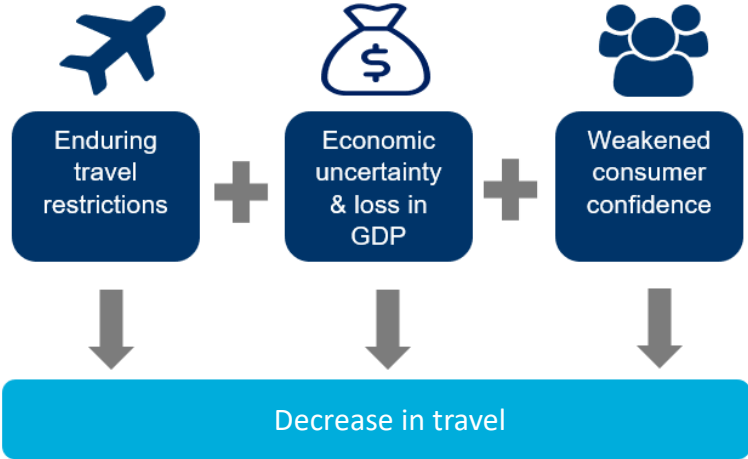 $
Enduring
travel
restrictions
Economic
uncertainty
& loss in
GDP
Weakened
consumer
confidence
Decrease in travel